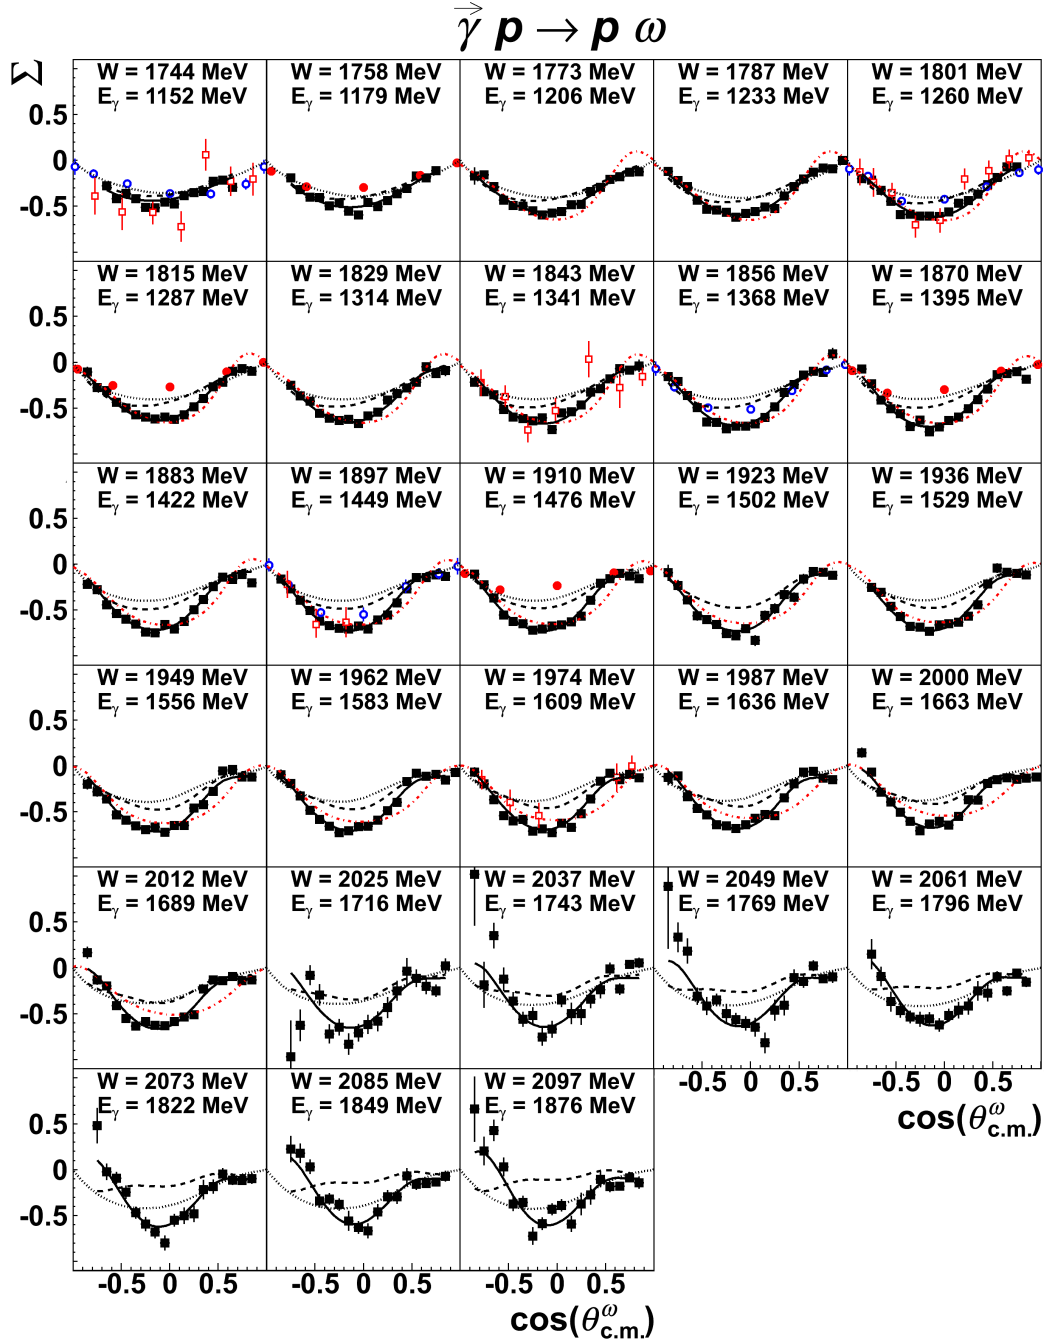 γ⃗ p → p ω
Σ
W = 1744 MeV
E_γ = 1152 MeV
W = 1758 MeV
E_γ = 1179 MeV
W = 1773 MeV
E_γ = 1206 MeV
W = 1787 MeV
E_γ = 1233 MeV
W = 1801 MeV
E_γ = 1260 MeV
0.5
0
-0.5
W = 1815 MeV
E_γ = 1287 MeV
W = 1829 MeV
E_γ = 1314 MeV
W = 1843 MeV
E_γ = 1341 MeV
W = 1856 MeV
E_γ = 1368 MeV
W = 1870 MeV
E_γ = 1395 MeV
0.5
0
-0.5
W = 1883 MeV
E_γ = 1422 MeV
W = 1897 MeV
E_γ = 1449 MeV
W = 1910 MeV
E_γ = 1476 MeV
W = 1923 MeV
E_γ = 1502 MeV
W = 1936 MeV
E_γ = 1529 MeV
0.5
0
-0.5
W = 1949 MeV
E_γ = 1556 MeV
W = 1962 MeV
E_γ = 1583 MeV
W = 1974 MeV
E_γ = 1609 MeV
W = 1987 MeV
E_γ = 1636 MeV
W = 2000 MeV
E_γ = 1663 MeV
0.5
0
-0.5
W = 2012 MeV
E_γ = 1689 MeV
W = 2025 MeV
E_γ = 1716 MeV
W = 2037 MeV
E_γ = 1743 MeV
W = 2049 MeV
E_γ = 1769 MeV
W = 2061 MeV
E_γ = 1796 MeV
0.5
0
-0.5
-0.5 0 0.5
-0.5 0 0.5
cos(θ^ω_c.m.)
W = 2073 MeV
E_γ = 1822 MeV
W = 2085 MeV
E_γ = 1849 MeV
W = 2097 MeV
E_γ = 1876 MeV
0.5
0
-0.5
-0.5 0 0.5
-0.5 0 0.5
-0.5 0 0.5
cos(θ^ω_c.m.)